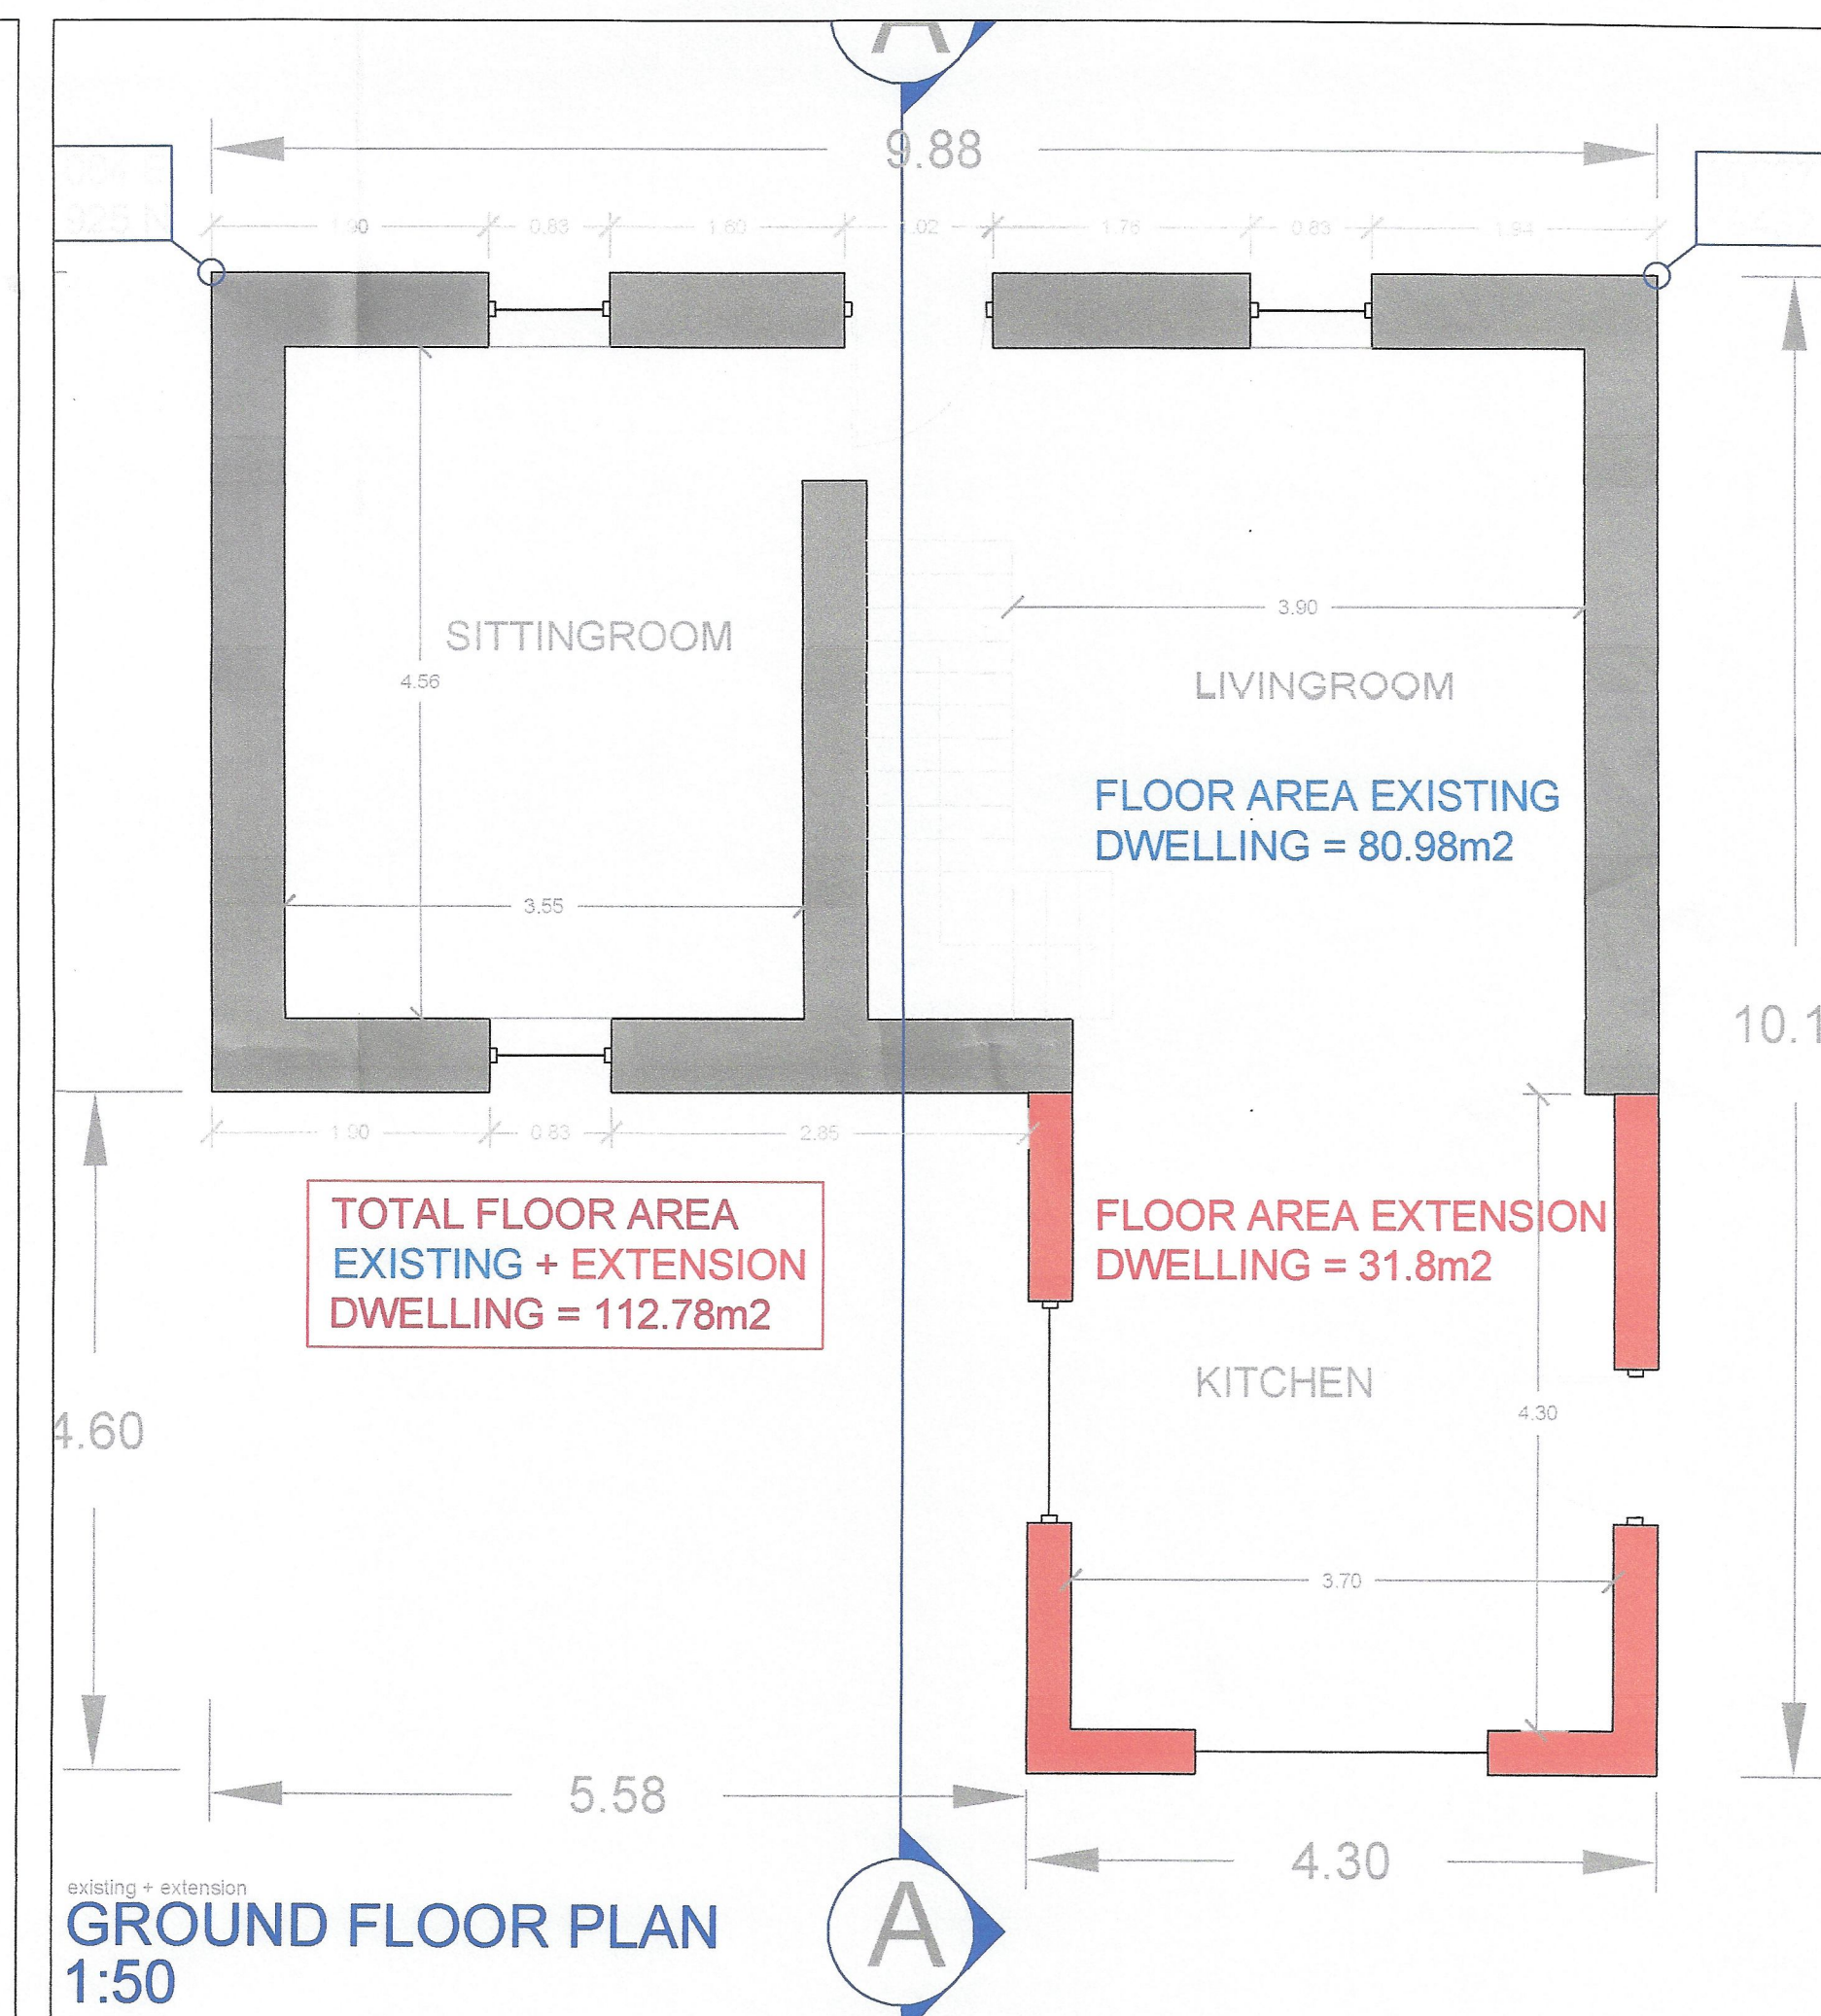 A
9.88
1.90
0.83
1.60
1.02
1.76
0.83
1.94
925 N
3.90
SITTINGROOM
4.56
LIVINGROOM
FLOOR AREA EXISTING
DWELLING = 80.98m2
3.55
10.1
1.90
0.83
2.85
TOTAL FLOOR AREA
EXISTING + EXTENSION
DWELLING = 112.78m2
FLOOR AREA EXTENSION
DWELLING = 31.8m2
KITCHEN
4.30
4.60
3.70
5.58
4.30
existing + extension
GROUND FLOOR PLAN
1:50
A